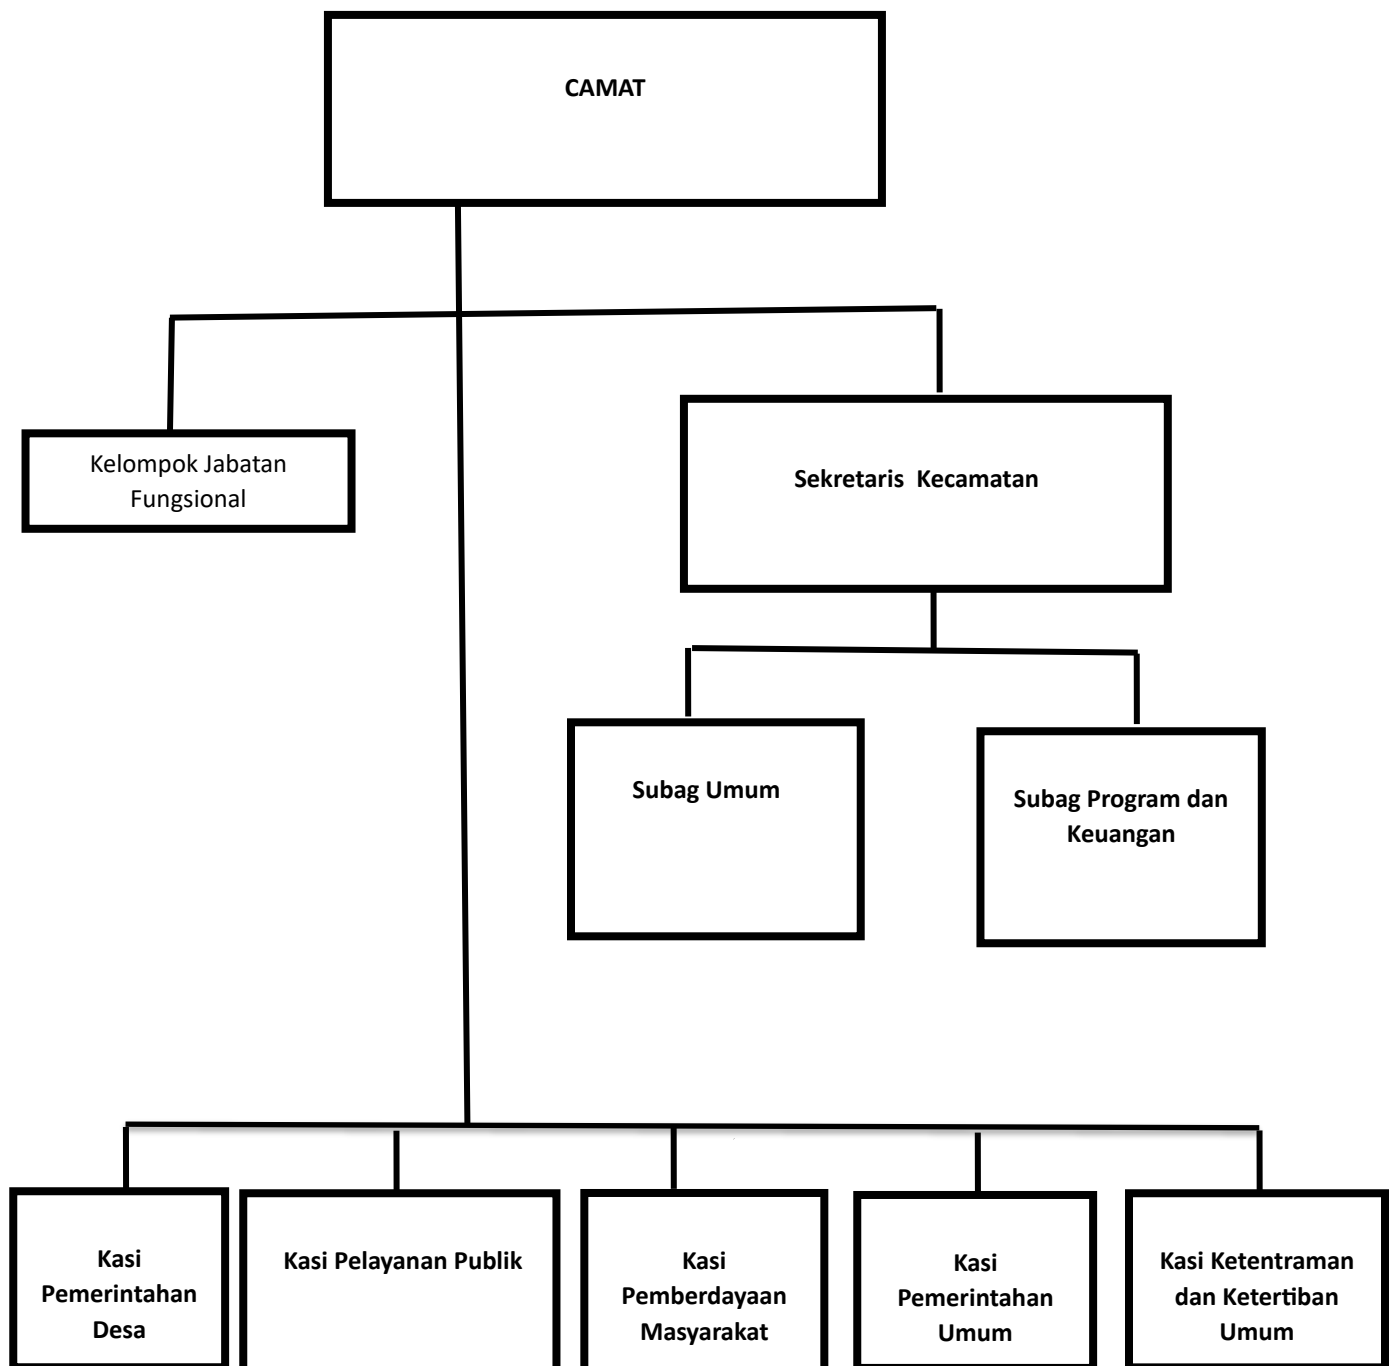 CAMAT
Kelompok Jabatan
Fungsional
Sekretaris  Kecamatan
Subag Umum
Subag Program dan
Keuangan
Kasi
Pemerintahan
Desa
Kasi Pelayanan Publik
Kasi
Pemberdayaan
Masyarakat
Kasi
Pemerintahan
Umum
Kasi Ketentraman
dan Ketertiban
Umum